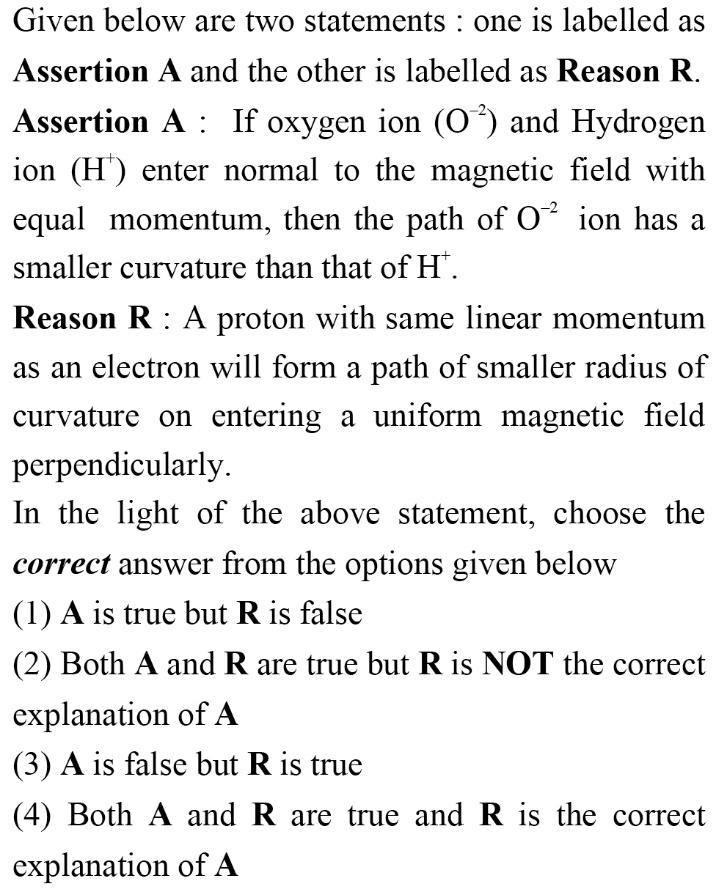 Given below are two statements : one is labelled as
Assertion A and the other is labelled as Reason R.
Assertion A : If oxygen ion (O⁻²) and Hydrogen
ion (H⁺) enter normal to the magnetic field with
equal momentum, then the path of O⁻² ion has a
smaller curvature than that of H⁺.
Reason R : A proton with same linear momentum
as an electron will form a path of smaller radius of
curvature on entering a uniform magnetic field
perpendicularly.
In the light of the above statement, choose the
correct answer from the options given below
(1) A is true but R is false
(2) Both A and R are true but R is NOT the correct
explanation of A
(3) A is false but R is true
(4) Both A and R are true and R is the correct
explanation of A